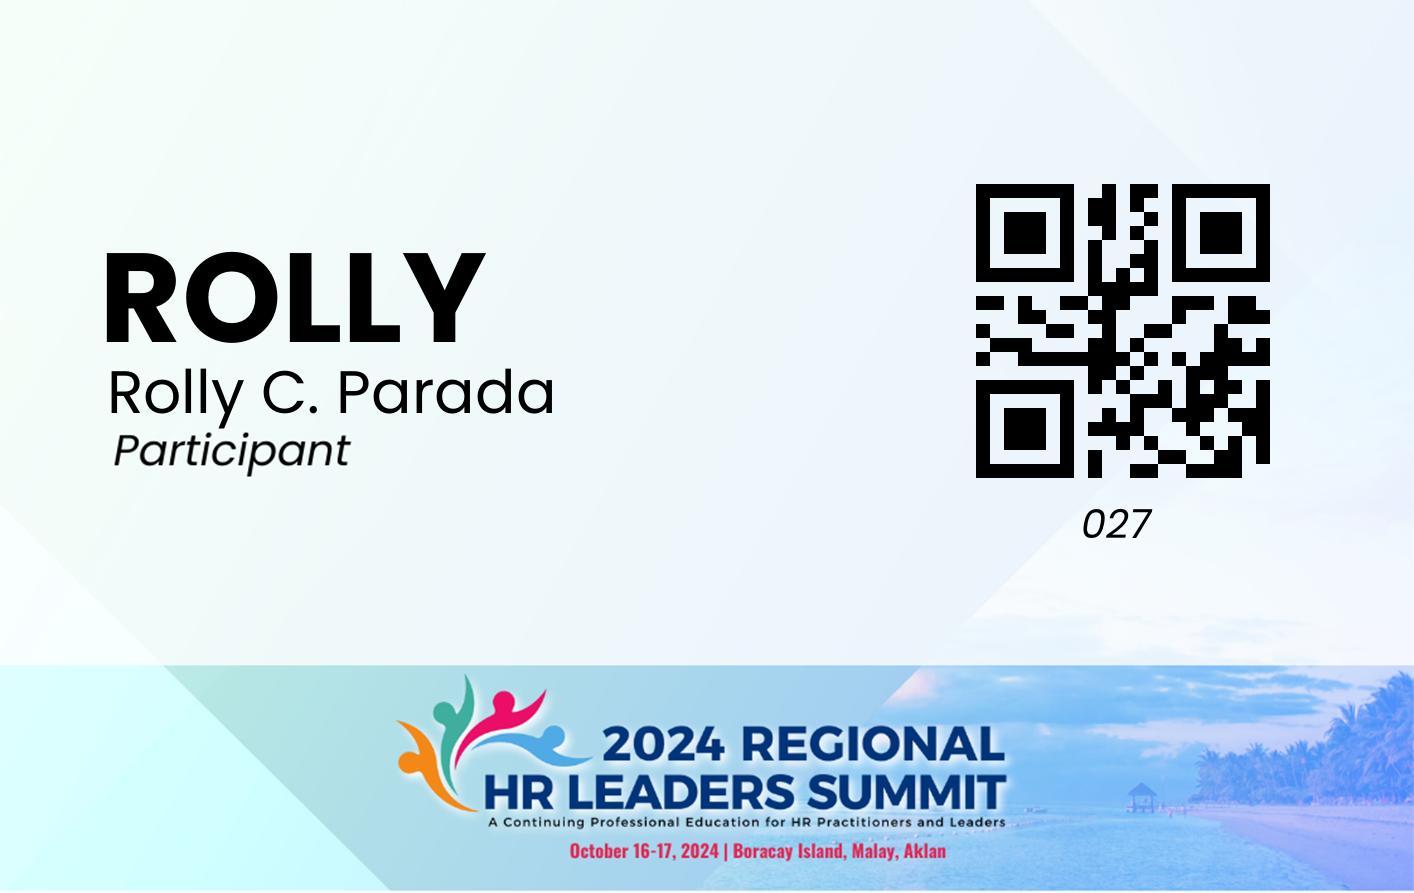 ROLLY
Rolly C. Parada
Participant
027
2024 REGIONAL
HR LEADERS SUMMIT
A Continuing Professional Education for HR Practitioners and Leaders
October 16-17, 2024 | Boracay Island, Malay, Aklan